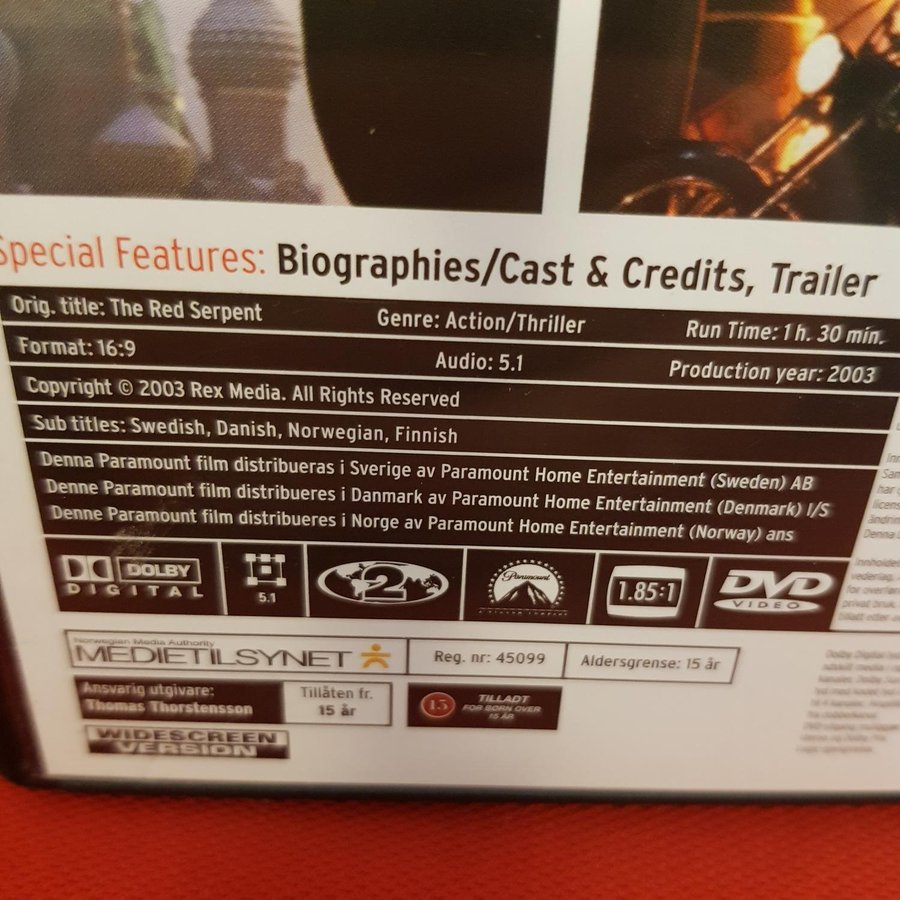 Special Features: Biographies/Cast & Credits, Trailer
Orig. title: The Red Serpent Genre: Action/Thriller Run Time: 1 h. 30 min.
Format: 16:9 Audio: 5.1 Production year: 2003
Copyright © 2003 Rex Media. All Rights Reserved
Sub titles: Swedish, Danish, Norwegian, Finnish
Denna Paramount film distribueras i Sverige av Paramount Home Entertainment (Sweden) AB
Denne Paramount film distribueres i Danmark av Paramount Home Entertainment (Denmark) I/S
Denne Paramount film distribueres i Norge av Paramount Home Entertainment (Norway) ans
DOLBY
DIGITAL
5.1
2
Paramount
1.85:1
DVD
VIDEO
Norwegian Media Authority
MEDIETILSYNET
Reg. nr: 45099
Aldersgrense: 15 år
Ansvarig utgivare:
Thomas Thorstensson
Tillåten fr.
15 år
15
TILLADT
FOR BØRN OVER
15 ÅR
WIDESCREEN
VERSION